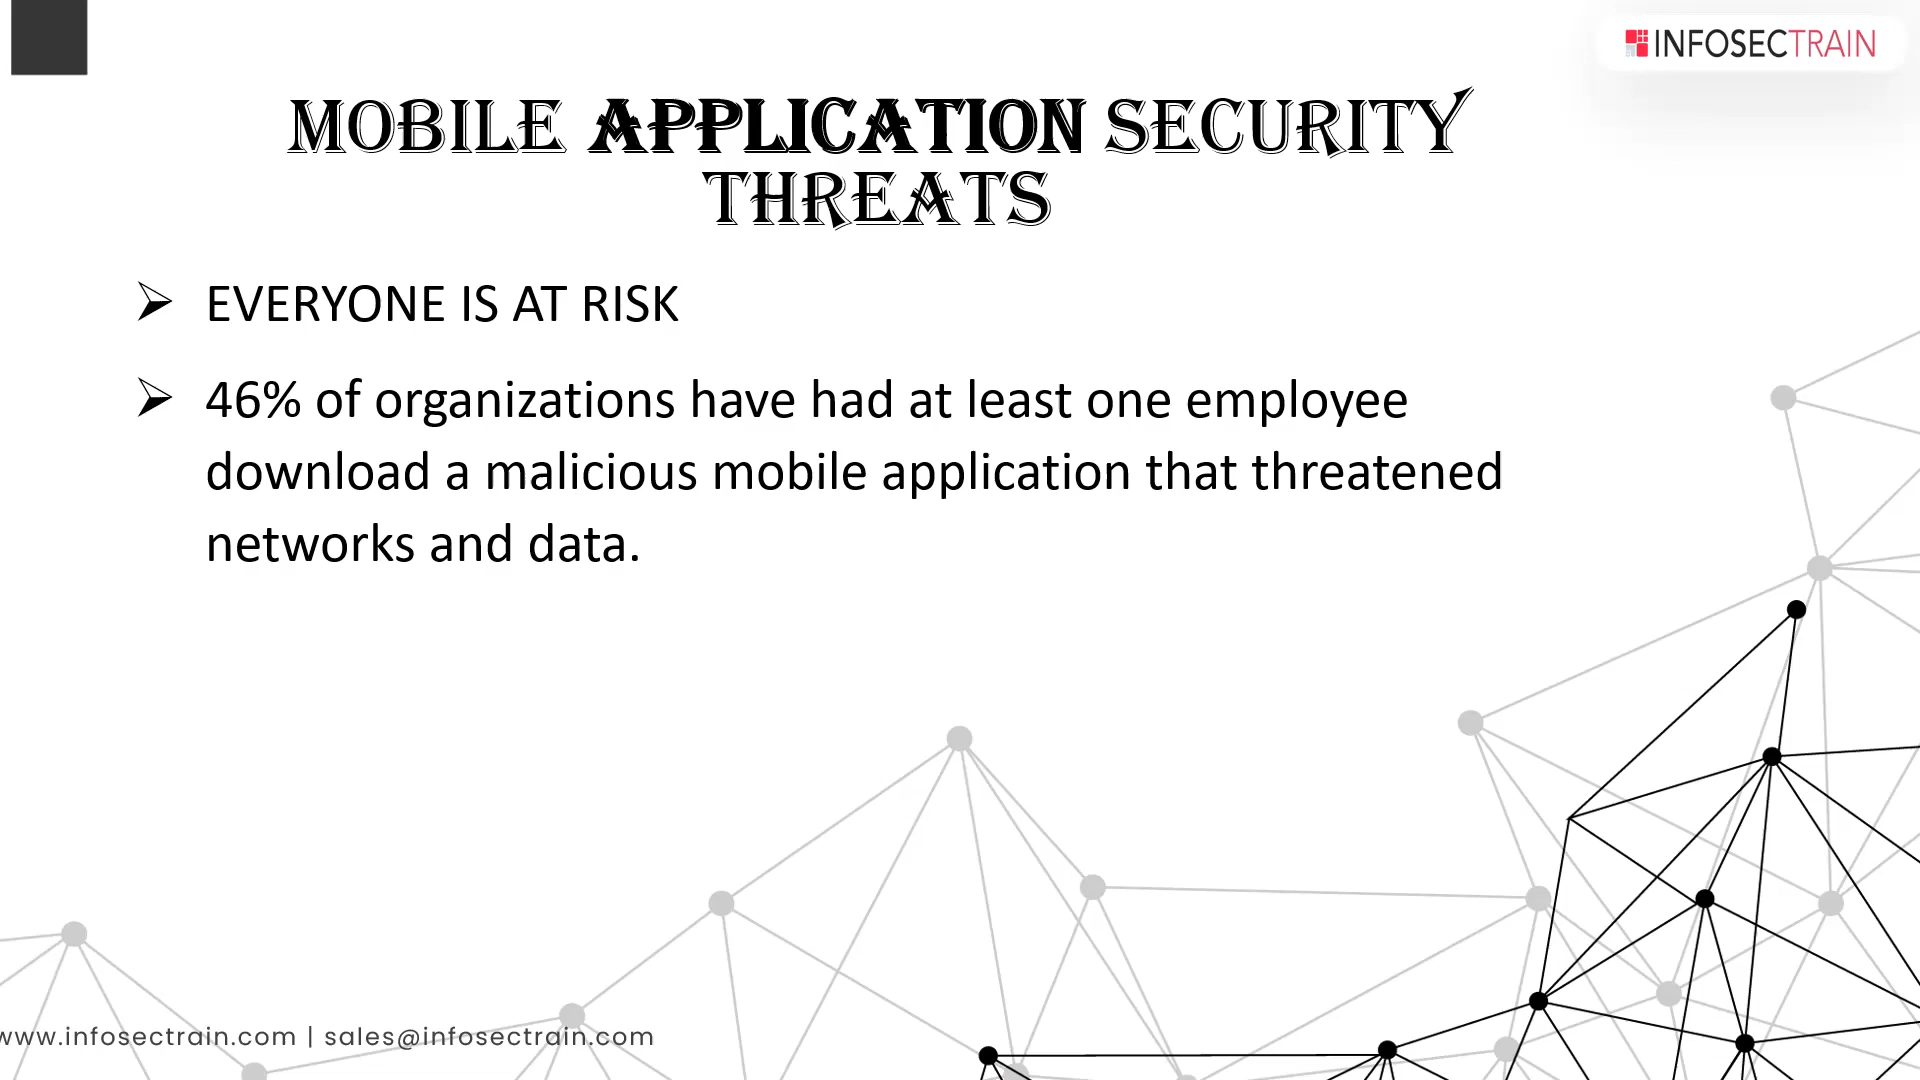 INFOSECTRAIN
MOBILE APPLICATION SECURITY
THREATS
EVERYONE IS AT RISK
46% of organizations have had at least one employee
download a malicious mobile application that threatened
networks and data.
www.infosectrain.com | sales@infosectrain.com